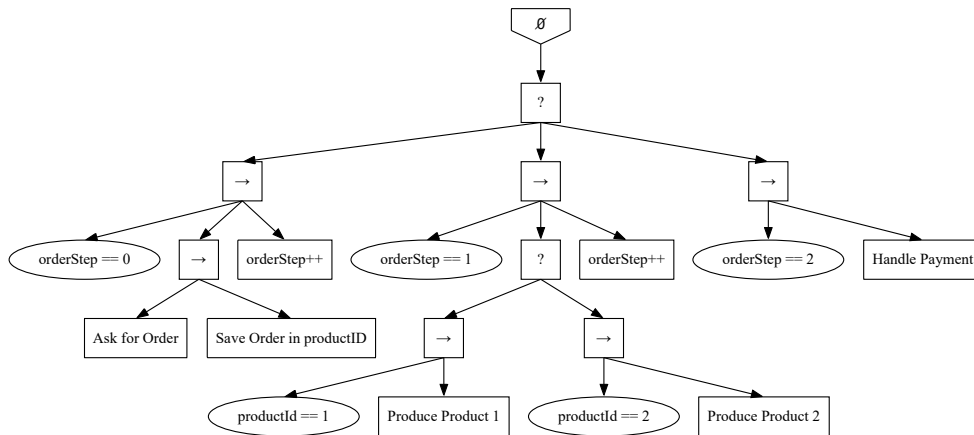 Ø
?
→
→
→
orderStep == 0
→
orderStep++
orderStep == 1
?
orderStep++
orderStep == 2
Handle Payment
Ask for Order
Save Order in productID
→
→
productId == 1
Produce Product 1
productId == 2
Produce Product 2